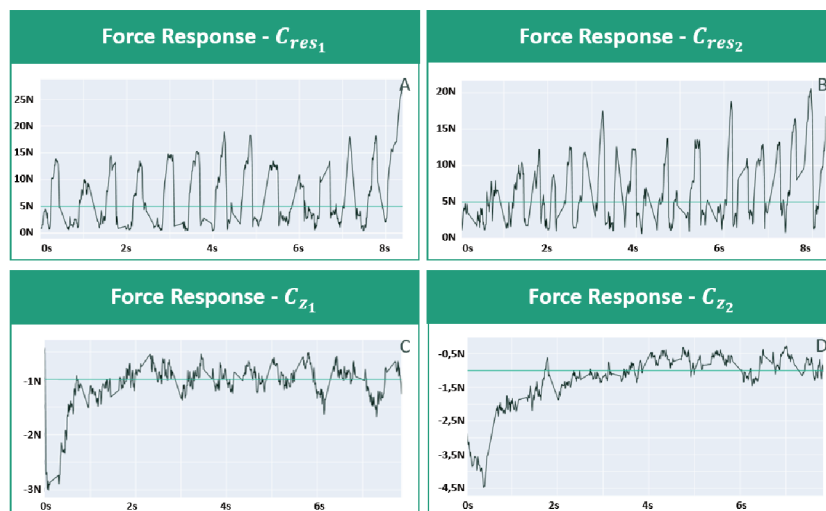 Force Response - C_res1
Force Response - C_res2
A
25N
20N
15N
10N
5N
0N
0s
2s
4s
6s
8s
B
20N
15N
10N
5N
0N
0s
2s
4s
6s
8s
Force Response - C_z1
Force Response - C_z2
C
-1N
-2N
-3N
0s
2s
4s
6s
D
-0,5N
-1,5N
-2,5N
-3,5N
-4,5N
0s
2s
4s
6s